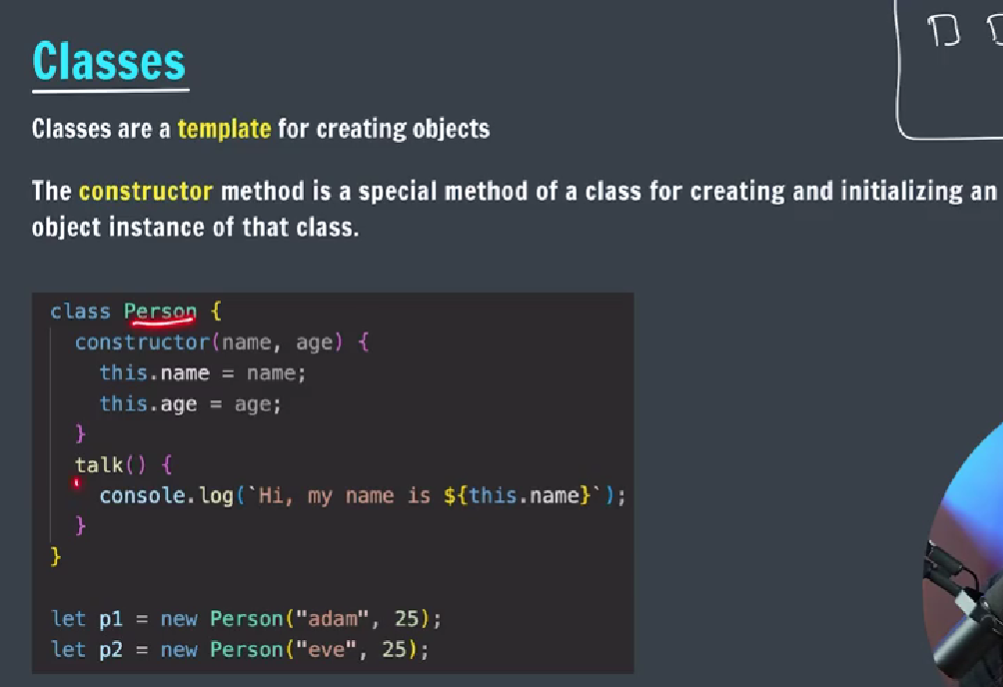 Classes
Classes are a template for creating objects
The constructor method is a special method of a class for creating and initializing an
object instance of that class.
class Person {
constructor(name, age) {
this.name = name;
this.age = age;
}
talk() {
console.log(`Hi, my name is ${this.name}`);
}
}
let p1 = new Person("adam", 25);
let p2 = new Person("eve", 25);